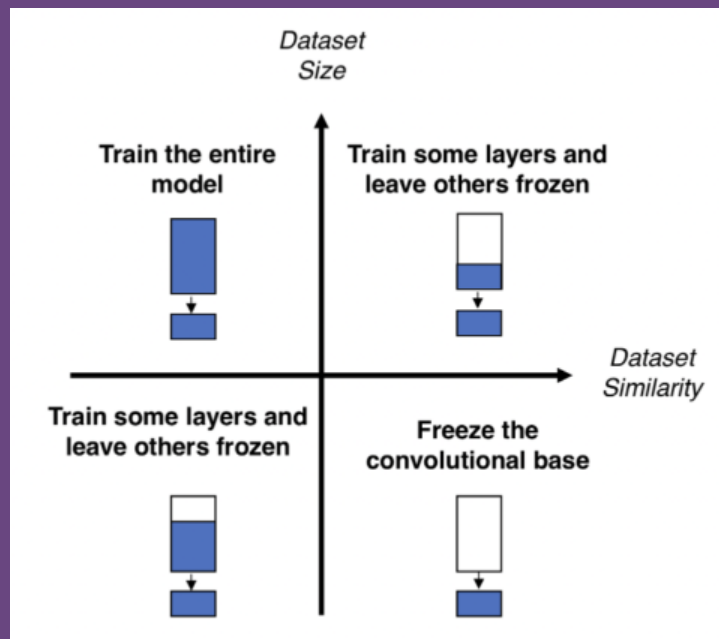 Dataset
Size
Train the entire
model
Train some layers and
leave others frozen
Dataset
Similarity
Train some layers and
leave others frozen
Freeze the
convolutional base